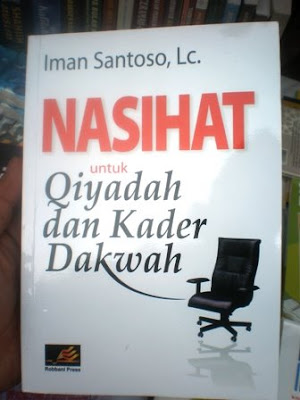 Iman Santoso, Lc.
NASIHAT
untuk
Qiyadah
dan Kader
Dakwah
Robbani Press